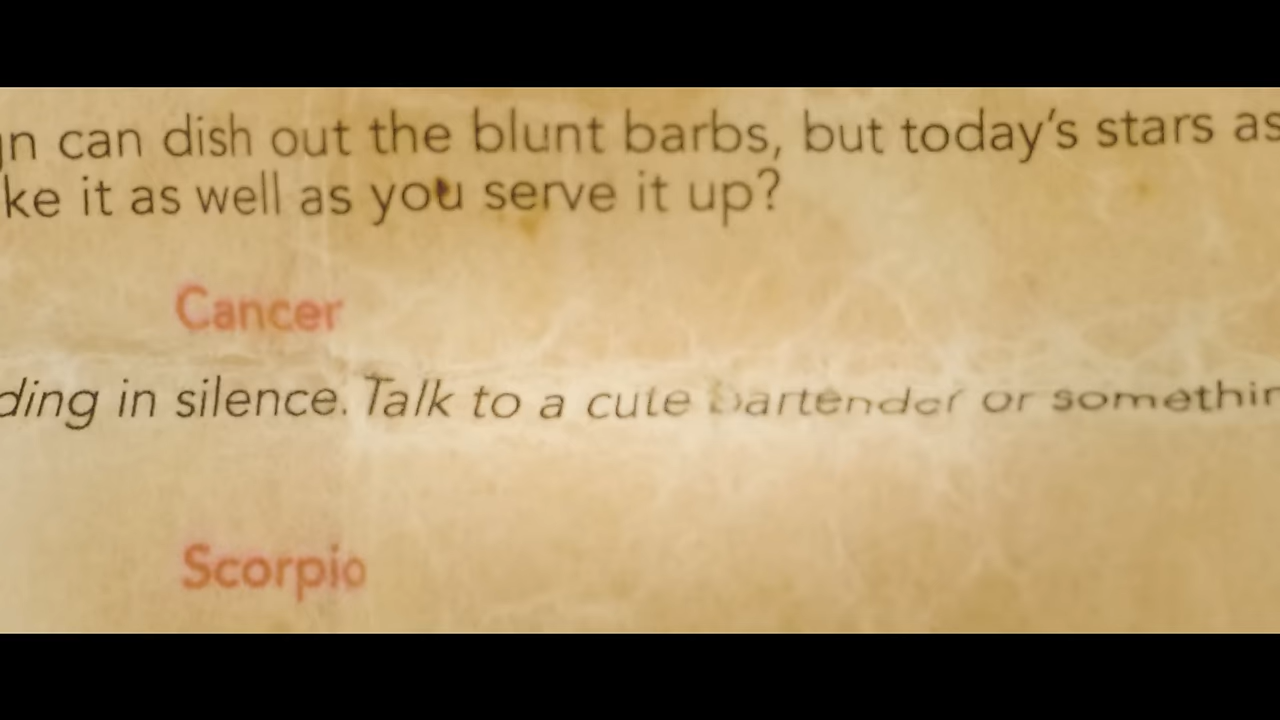 gn can dish out the blunt barbs, but today's stars as
ke it as well as you serve it up?
Cancer
ding in silence. Talk to a cute bartender or somethin
Scorpio